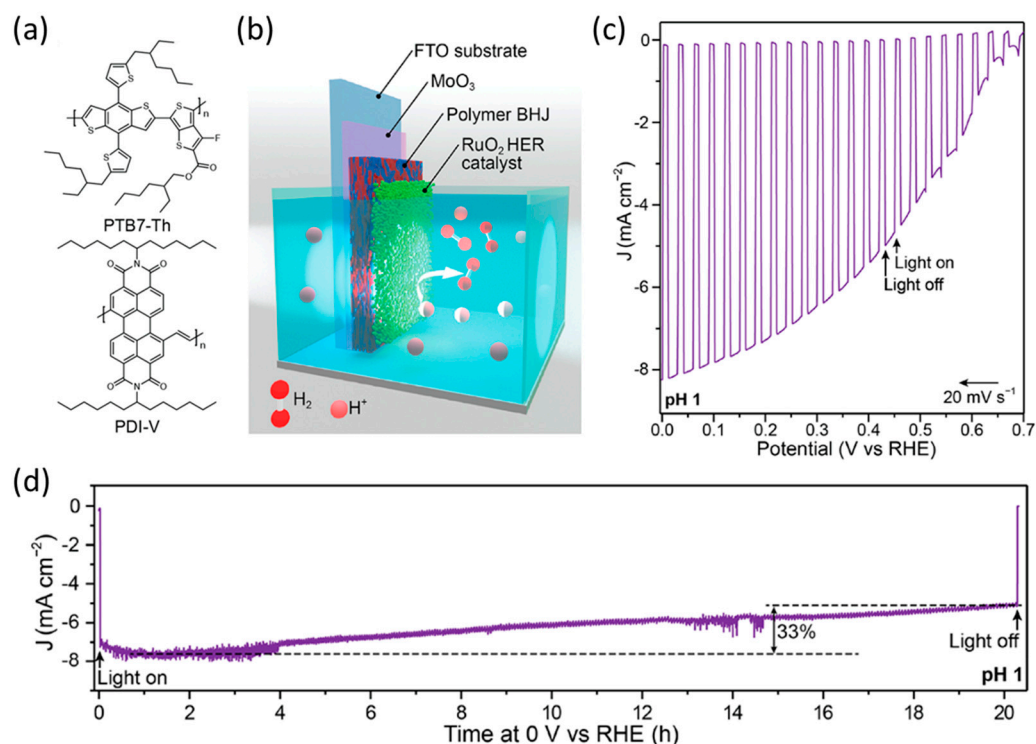 (a)
S
S
S
S
n
S
S
F
S
S
O
O
PTB7-Th
O
N
O
n
O
N
O
PDI-V
(b)
FTO substrate
MoO₃
Polymer BHJ
RuO₂ HER
catalyst
H₂
H⁺
(c)
J (mA cm⁻²)
0
-2
-4
-6
-8
Light on
Light off
pH 1
20 mV s⁻¹
0.0 0.1 0.2 0.3 0.4 0.5 0.6 0.7
Potential (V vs RHE)
(d)
J (mA cm⁻²)
0
-2
-4
-6
-8
Light on
33%
Light off
pH 1
0 2 4 6 8 10 12 14 16 18 20
Time at 0 V vs RHE (h)